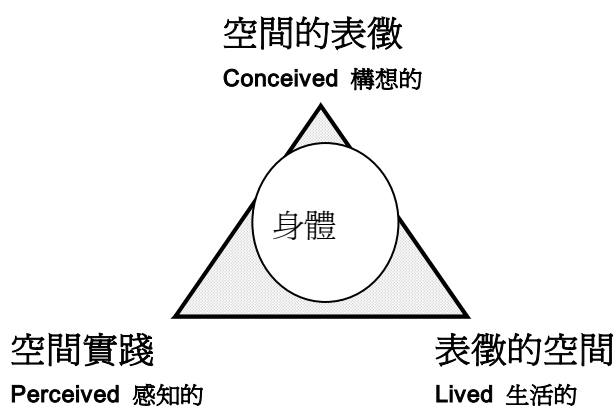 空間的表徵
Conceived 構想的
身體
空間實踐
Perceived 感知的
表徵的空間
Lived 生活的